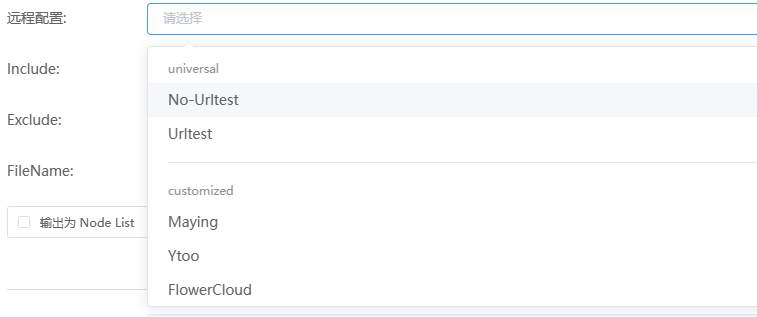 远程配置:
请选择
universal
Include:
No-Urltest
Exclude:
Urltest
FileName:
customized
输出为 Node List
Maying
Ytoo
FlowerCloud